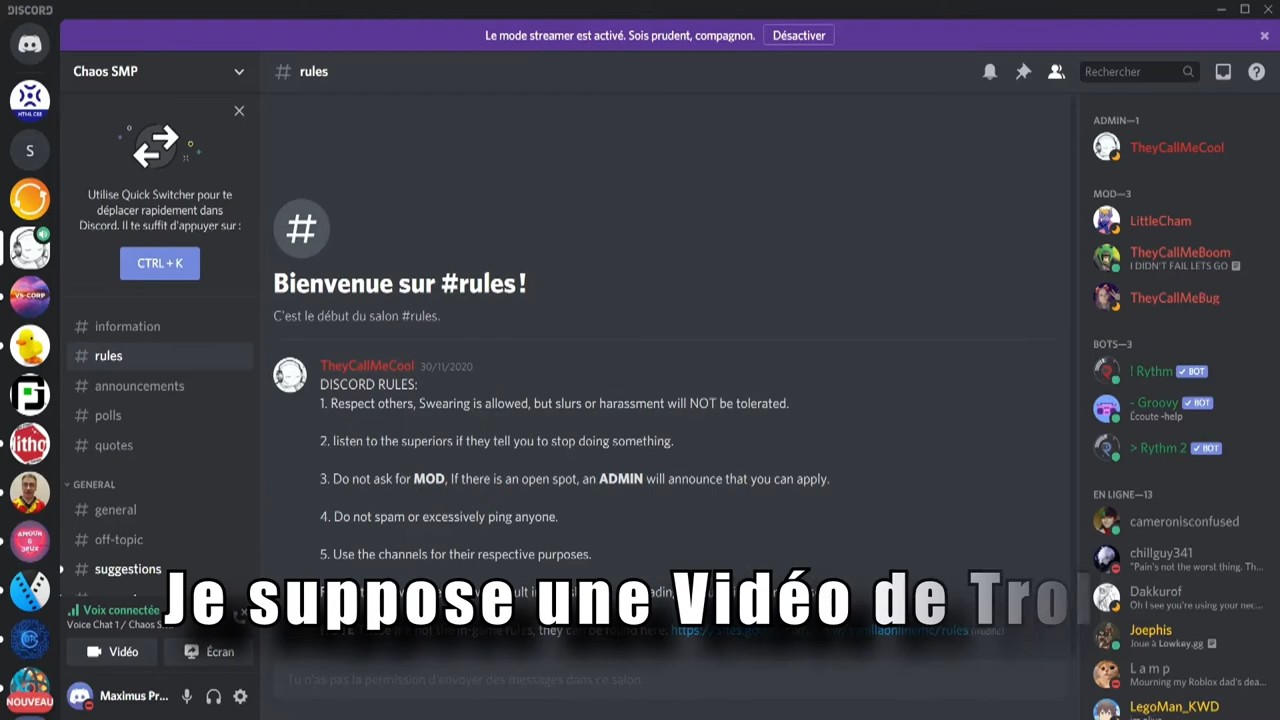 DISCORD
Le mode streamer est activé. Sois prudent, compagnon.
Désactiver
Chaos SMP
rules
Rechercher
HTML CSS
S
VS-CORP
litho
AMOUR & JEUX
NOUVEAU
Utilise Quick Switcher pour te
déplacer rapidement dans
Discord. Il te suffit d'appuyer sur :
CTRL + K
information
rules
announcements
polls
quotes
GENERAL
general
off-topic
suggestions
Voix connectée
Voice Chat 1 / Chaos S...
Vidéo
Écran
Maximus Pr...
Bienvenue sur #rules !
C'est le début du salon #rules.
TheyCallMeCool 30/11/2020
DISCORD RULES:
1. Respect others, Swearing is allowed, but slurs or harassment will NOT be tolerated.
2. listen to the superiors if they tell you to stop doing something.
3. Do not ask for MOD, If there is an open spot, an ADMIN will announce that you can apply.
4. Do not spam or excessively ping anyone.
5. Use the channels for their respective purposes.
Je suppose une Vidéo de Trol
Tu n'as pas la permission d'envoyer des messages dans ce salon
ADMIN—1
TheyCallMeCool
MOD—3
LittleCham
TheyCallMeBoom
I DIDN'T FAIL LETS GO
TheyCallMeBug
BOTS—3
! Rythm BOT
- Groovy BOT
Écoute -help
> Rythm 2 BOT
EN LIGNE—13
cameronisconfused
chillguy341
"Pain's not the worst thing. Th...
Dakkurof
Oh I see you're using your nec...
Joephis
Joue à Lowkey.gg
L a m p
Mourning my Roblox dad's dea...
LegoMan_KWD